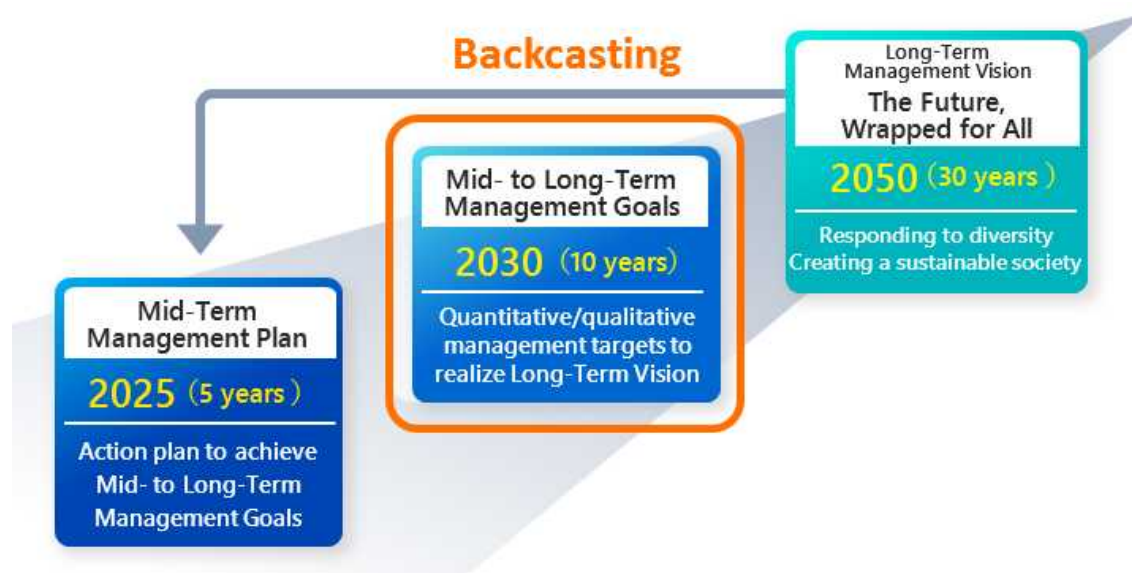 Backcasting
Long-Term
Management Vision
The Future,
Wrapped for All
2050 (30 years )
Responding to diversity
Creating a sustainable society
Mid- to Long-Term
Management Goals
2030 (10 years)
Quantitative/qualitative
management targets to
realize Long-Term Vision
Mid-Term
Management Plan
2025 (5 years )
Action plan to achieve
Mid- to Long-Term
Management Goals